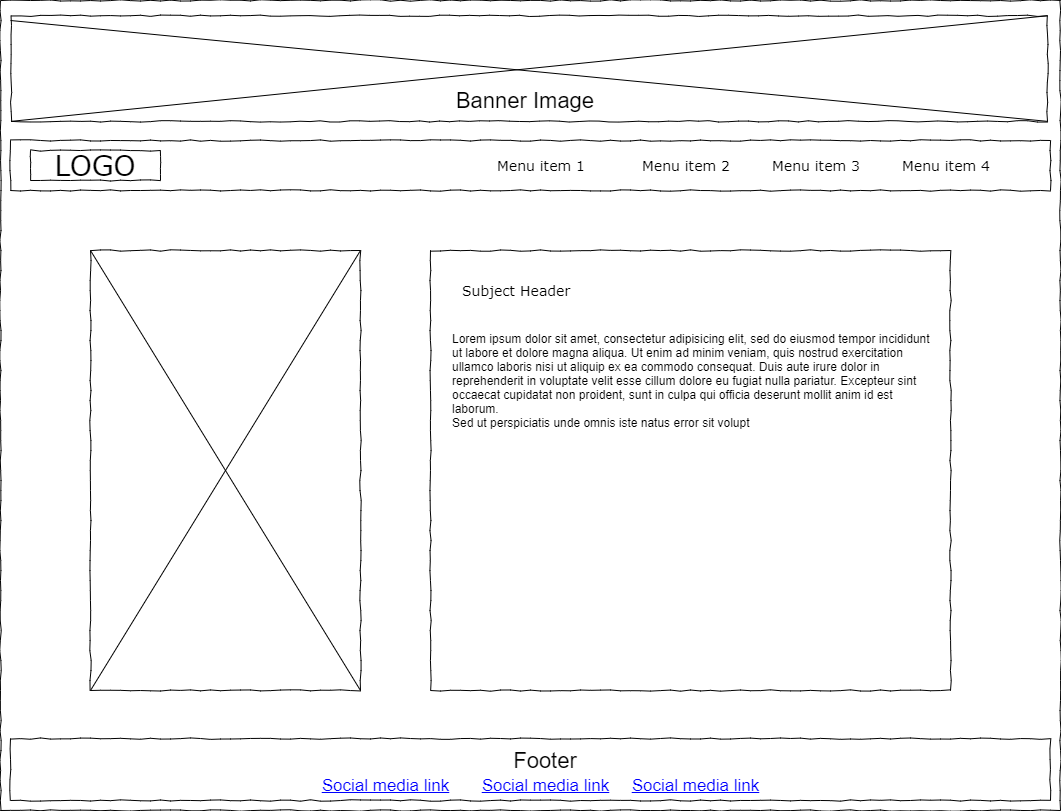 Banner Image
LOGO
Menu item 1 Menu item 2 Menu item 3 Menu item 4
Subject Header
Lorem ipsum dolor sit amet, consectetur adipisicing elit, sed do eiusmod tempor incididunt
ut labore et dolore magna aliqua. Ut enim ad minim veniam, quis nostrud exercitation
ullamco laboris nisi ut aliquip ex ea commodo consequat. Duis aute irure dolor in
reprehenderit in voluptate velit esse cillum dolore eu fugiat nulla pariatur. Excepteur sint
occaecat cupidatat non proident, sunt in culpa qui officia deserunt mollit anim id est
laborum.
Sed ut perspiciatis unde omnis iste natus error sit volupt
Footer
Social media link Social media link Social media link